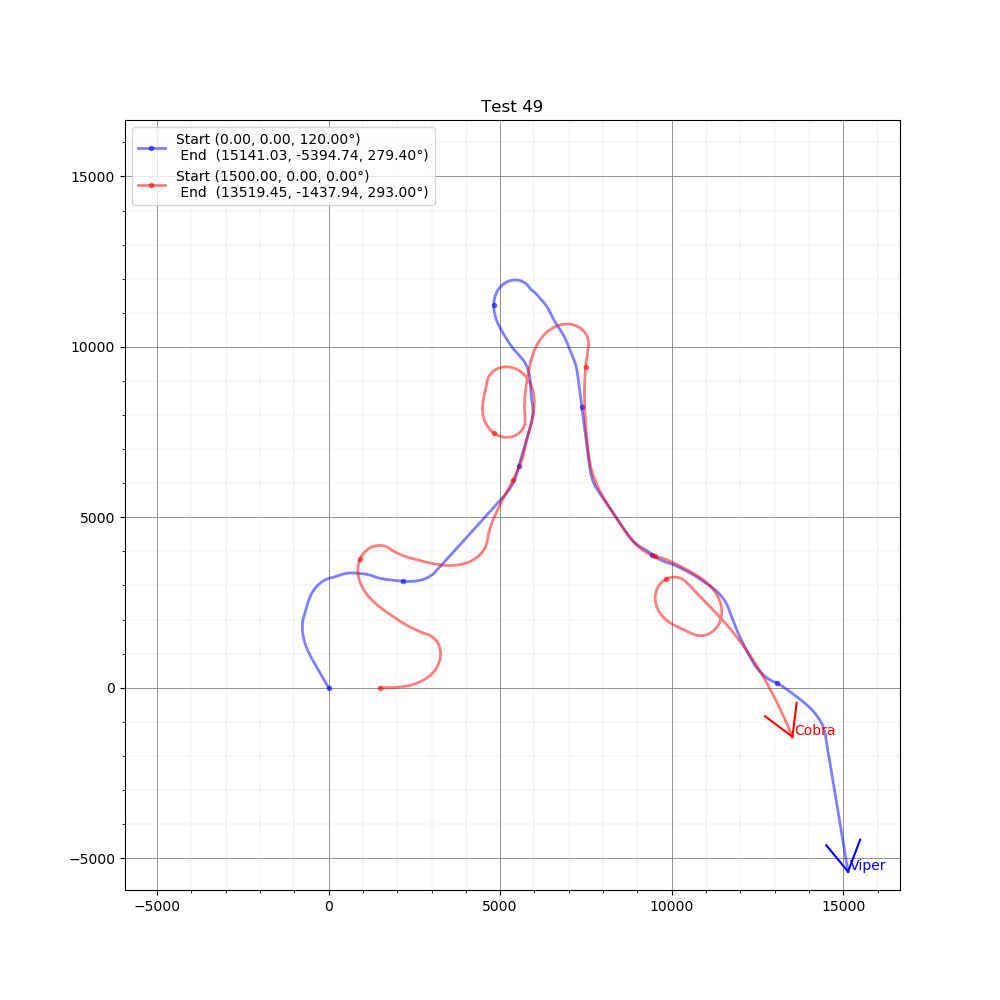 Test 49
Start (0.00, 0.00, 120.00°)
End  (15141.03, -5394.74, 279.40°)
Start (1500.00, 0.00, 0.00°)
End  (13519.45, -1437.94, 293.00°)
15000
10000
5000
0
−5000
Cobra
Viper
−5000 0 5000 10000 15000